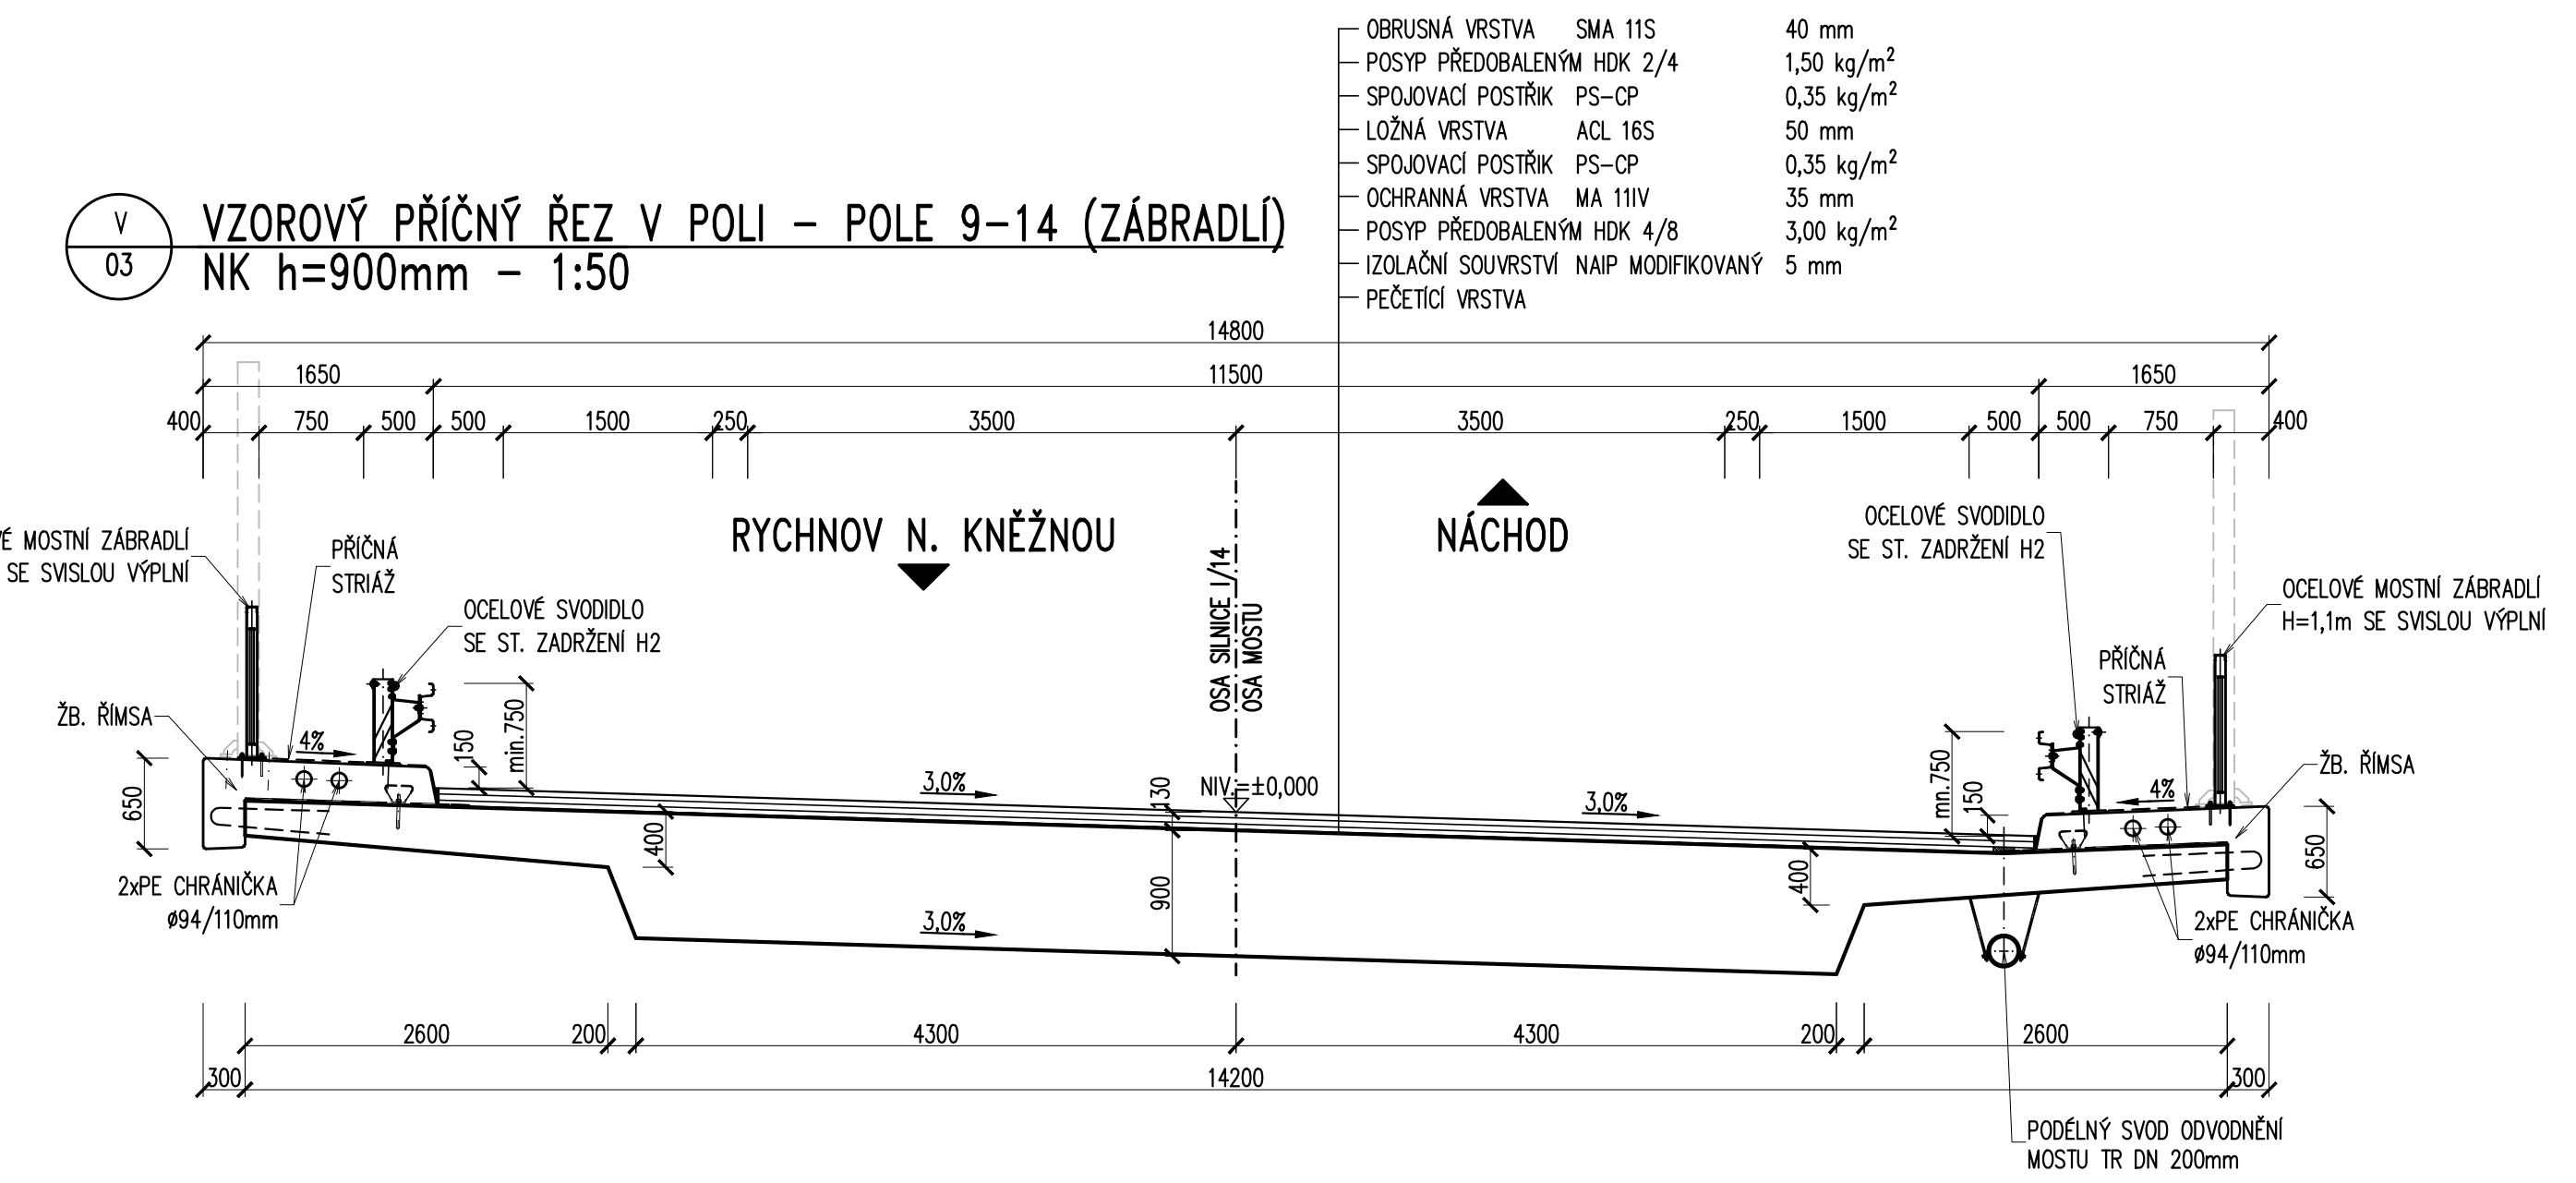 OBRUSNÁ VRSTVA SMA 11S 40 mm
POSYP PŘEDOBALENÝM HDK 2/4 1,50 kg/m²
SPOJOVACÍ POSTŘIK PS-CP 0,35 kg/m²
LOŽNÁ VRSTVA ACL 16S 50 mm
SPOJOVACÍ POSTŘIK PS-CP 0,35 kg/m²
OCHRANNÁ VRSTVA MA 11IV 35 mm
POSYP PŘEDOBALENÝM HDK 4/8 3,00 kg/m²
IZOLAČNÍ SOUVRSTVÍ NAIP MODIFIKOVANÝ 5 mm
PEČETÍCÍ VRSTVA
V
03
VZOROVÝ PŘÍČNÝ ŘEZ V POLI - POLE 9-14 (ZÁBRADLÍ)
NK h=900mm - 1:50
14800
1650 11500 1650
400 750 500 500 1500 250 3500 3500 250 1500 500 500 750 400
RYCHNOV N. KNĚŽNOU
NÁCHOD
OSA SILNICE I/14
OSA MOSTU
MOSTNÍ ZÁBRADLÍ
SE SVISLOU VÝPLNÍ
PŘÍČNÁ
STRIÁŽ
OCELOVÉ SVODIDLO
SE ST. ZADRŽENÍ H2
OCELOVÉ SVODIDLO
SE ST. ZADRŽENÍ H2
OCELOVÉ MOSTNÍ ZÁBRADLÍ
H=1,1m SE SVISLOU VÝPLNÍ
PŘÍČNÁ
STRIÁŽ
ŽB. ŘÍMSA
4%
150
min.750
650
3,0%
400
130
NIV.=±0,000
900
3,0%
3,0%
mn.750
150
4%
ŽB. ŘÍMSA
400
650
2xPE CHRÁNIČKA
ø94/110mm
2xPE CHRÁNIČKA
ø94/110mm
2600 200 4300 4300 200 2600
300 14200 300
PODÉLNÝ SVOD ODVODNĚNÍ
MOSTU TR DN 200mm